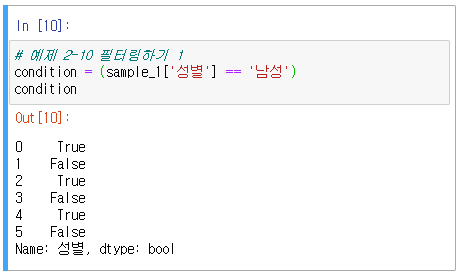 In [10]:
# 예제 2-10 필터링하기 1
condition = (sample_1['성별'] == '남성')
condition
Out[10]:
0 True
1 False
2 True
3 False
4 True
5 False
Name: 성별, dtype: bool